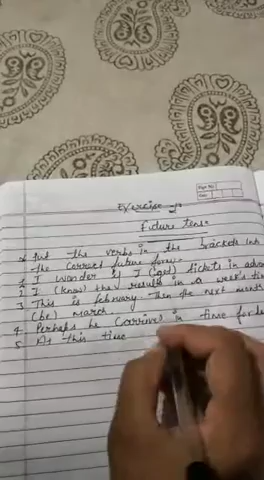 Exercise
Future tense
Put the verbs in the brackets in
the correct future form.
1 I wonder if I (get) tickets in adva
2 I (know) the results in a week's tim
3 This is february. Then the next month
(be) march
4 Perhaps he (arrive) in time for
5 At this time